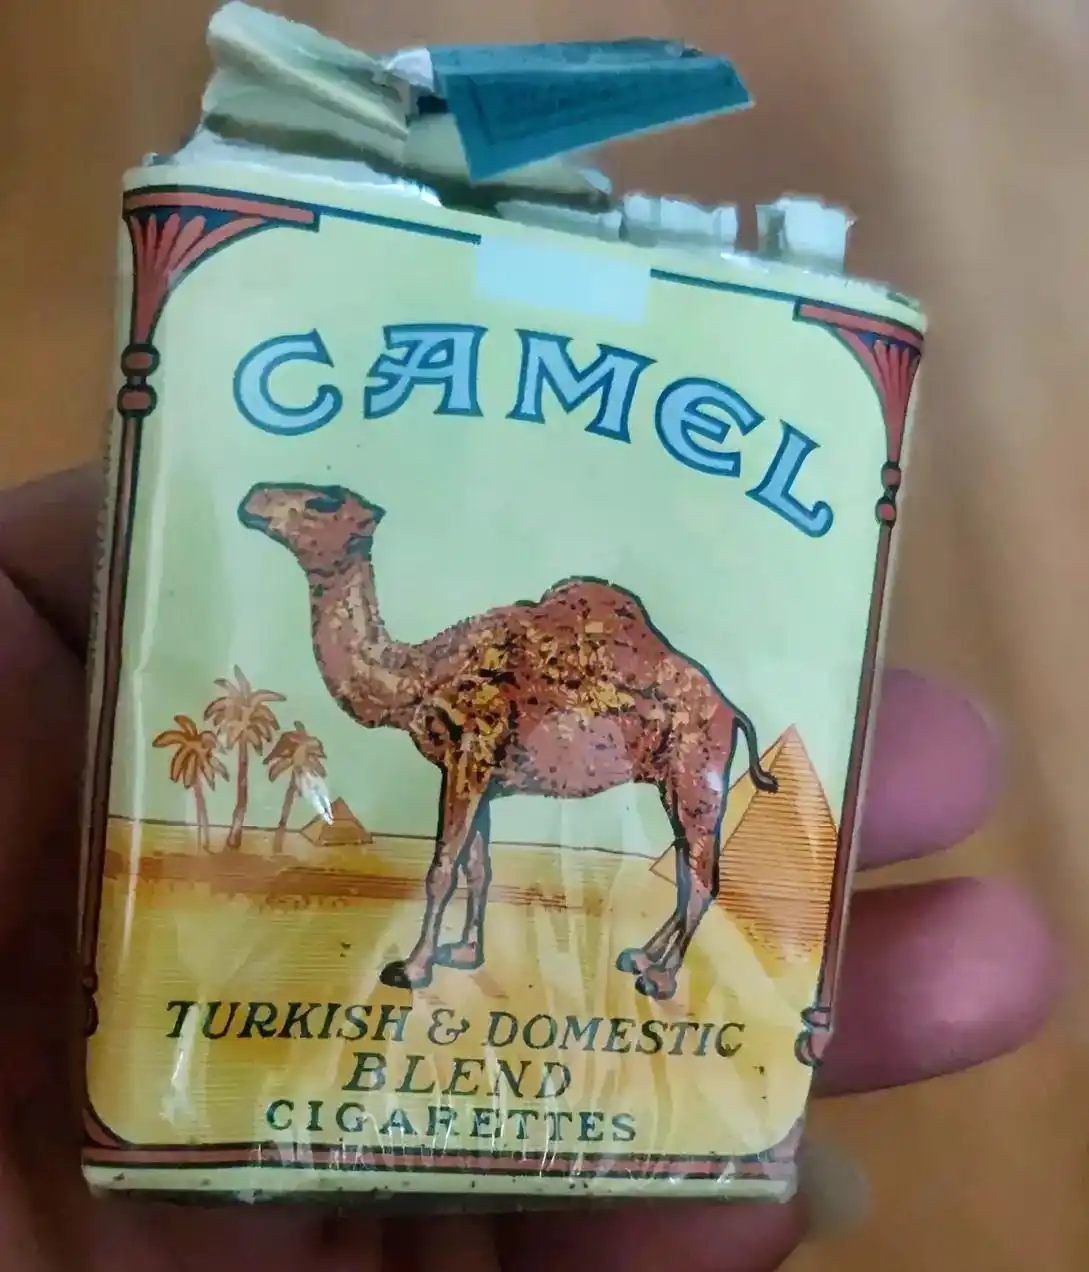 CAMEL
TURKISH & DOMESTIC
BLEND
CIGARETTES